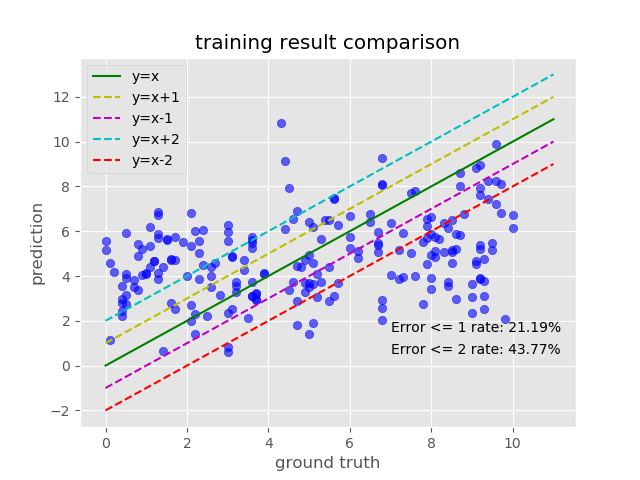 training result comparison
y=x
y=x+1
y=x-1
y=x+2
y=x-2
12
10
8
6
4
2
0
−2
prediction
Error <= 1 rate: 21.19%
Error <= 2 rate: 43.77%
0 2 4 6 8 10
ground truth